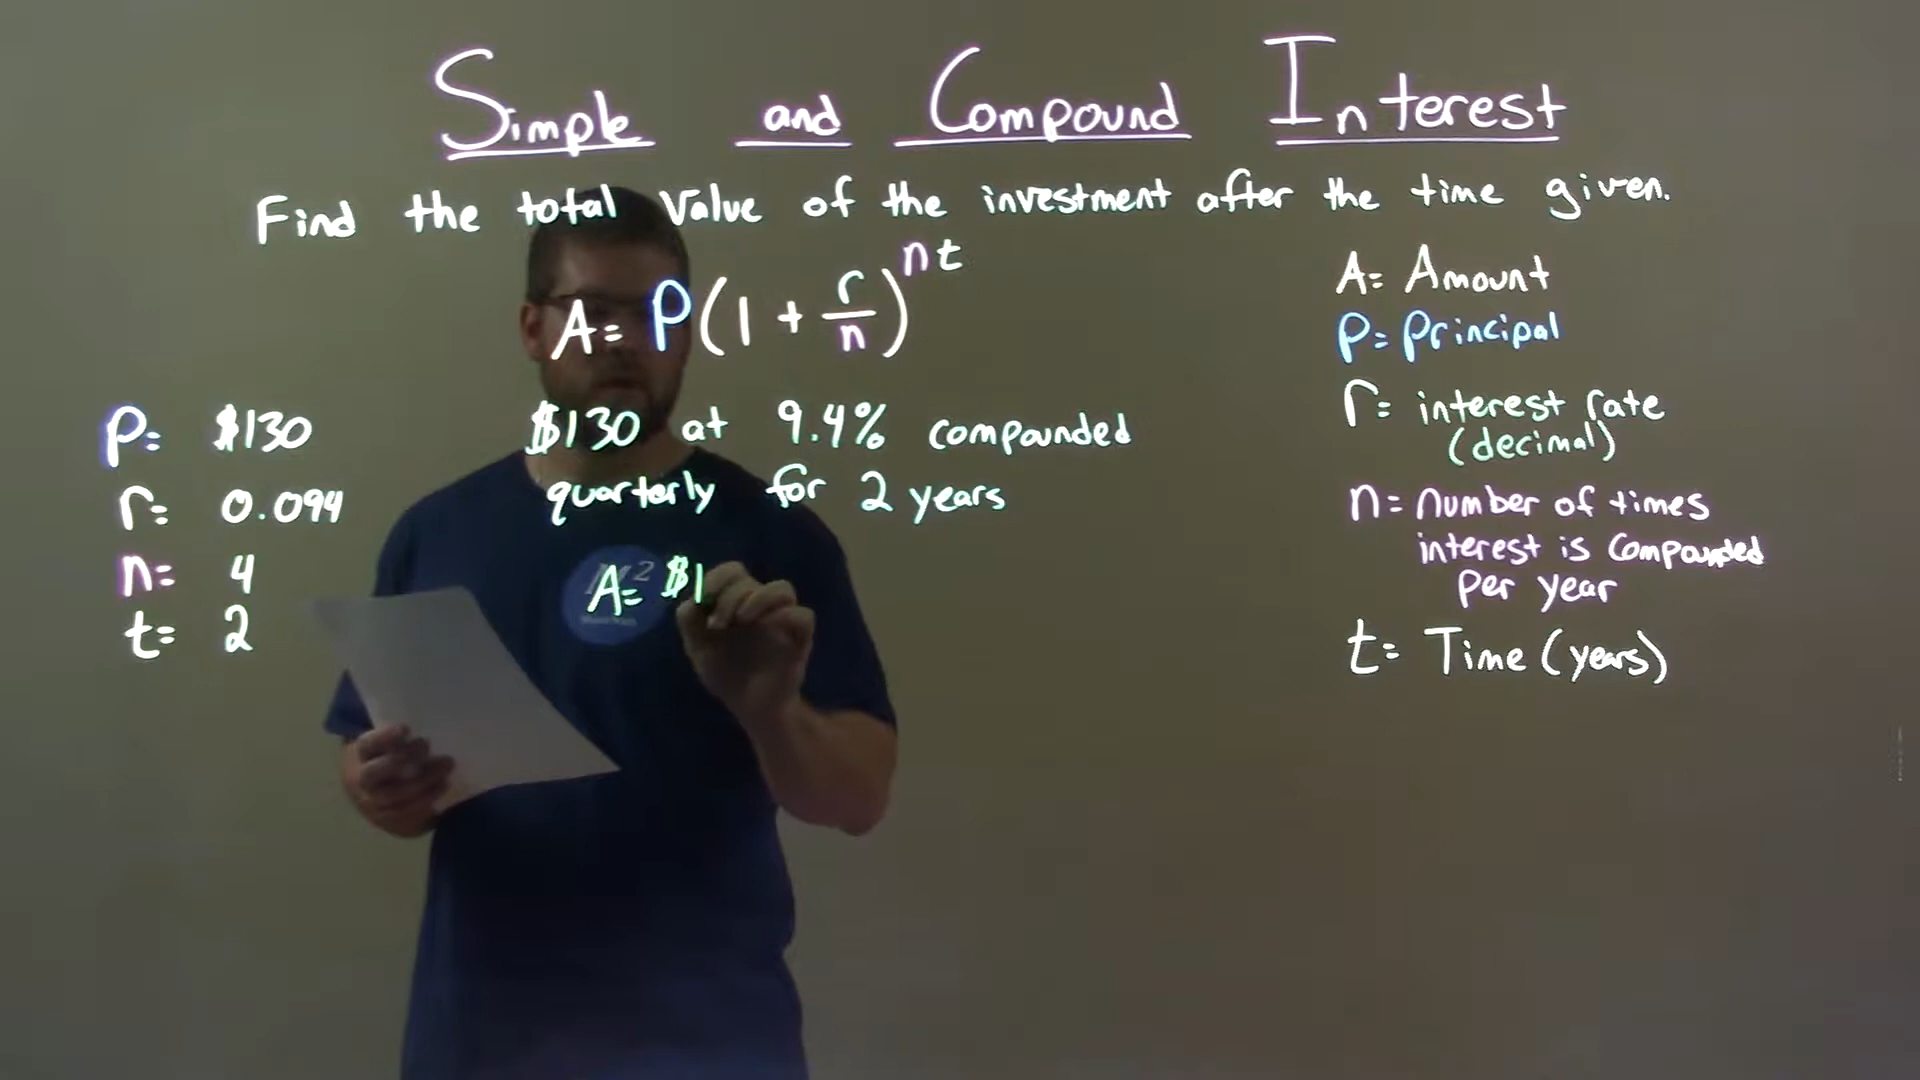 Simple and Compound Interest
Find the total value of the investment after the time given.
A= P(1 + r/n)^nt
P= $130
r= 0.094
n= 4
t= 2
$130 at 9.4% compounded
quarterly for 2 years
A= $1
A= Amount
P= Principal
r= interest rate
(decimal)
n= number of times
interest is compounded
per year
t= Time (years)